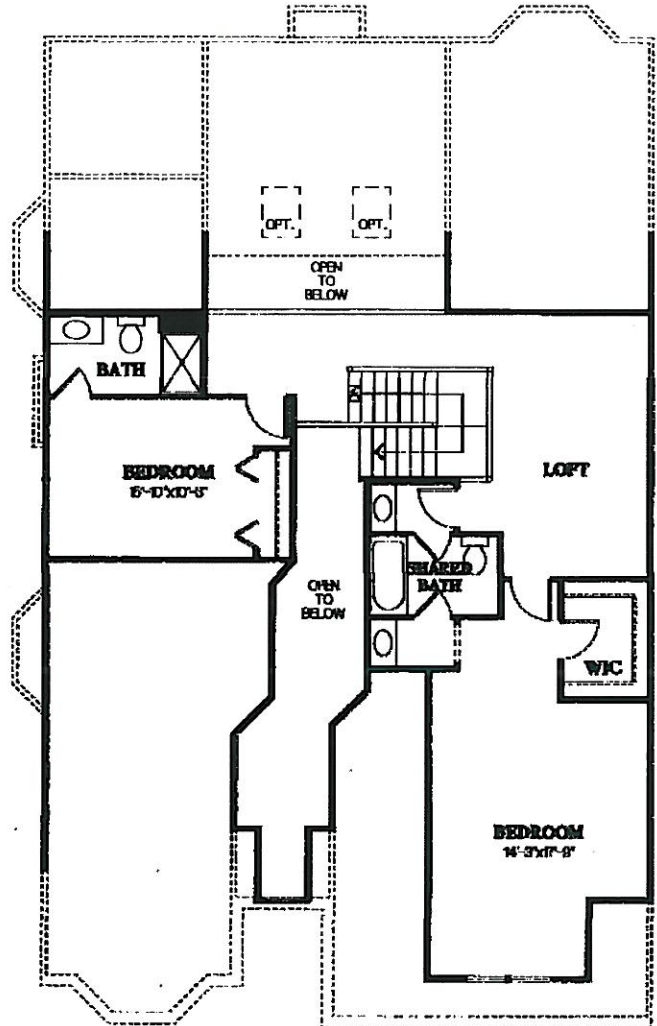 OPT.
OPT.
OPEN
TO
BELOW
BATH
BEDROOM
LOFT
SHARED
BATH
OPEN
TO
BELOW
WIC
BEDROOM